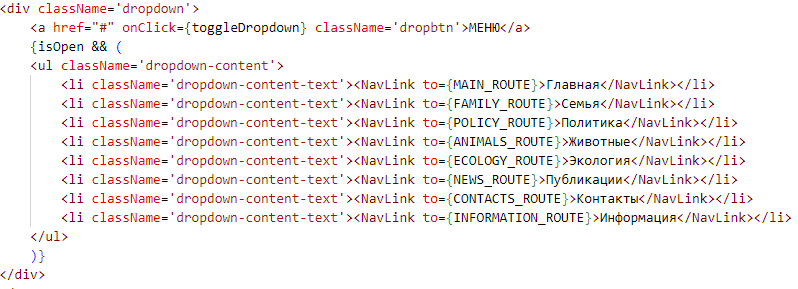 <div className='dropdown'>
<a href="#" onClick={toggleDropdown} className='dropbtn'>МЕНЮ</a>
{isOpen && (
<ul className='dropdown-content'>
<li className='dropdown-content-text'><NavLink to={MAIN_ROUTE}>Главная</NavLink></li>
<li className='dropdown-content-text'><NavLink to={FAMILY_ROUTE}>Семья</NavLink></li>
<li className='dropdown-content-text'><NavLink to={POLICY_ROUTE}>Политика</NavLink></li>
<li className='dropdown-content-text'><NavLink to={ANIMALS_ROUTE}>Животные</NavLink></li>
<li className='dropdown-content-text'><NavLink to={ECOLOGY_ROUTE}>Экология</NavLink></li>
<li className='dropdown-content-text'><NavLink to={NEWS_ROUTE}>Публикации</NavLink></li>
<li className='dropdown-content-text'><NavLink to={CONTACTS_ROUTE}>Контакты</NavLink></li>
<li className='dropdown-content-text'><NavLink to={INFORMATION_ROUTE}>Информация</NavLink></li>
</ul>
)}
</div>